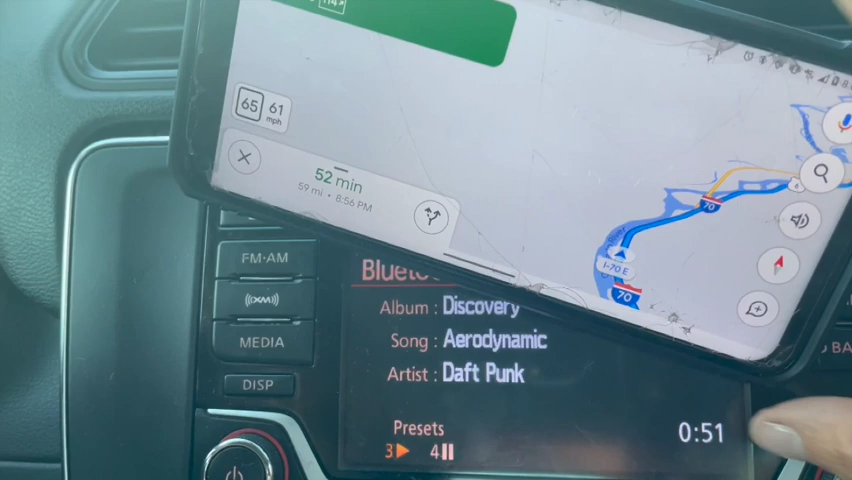 65
61
mph
52 min
59 mi • 8:56 PM
70
River
I-70 E
70
FM·AM
((XM))
MEDIA
DISP
Album : Discovery
Song : Aerodynamic
Artist : Daft Punk
Presets
3
4
0:51